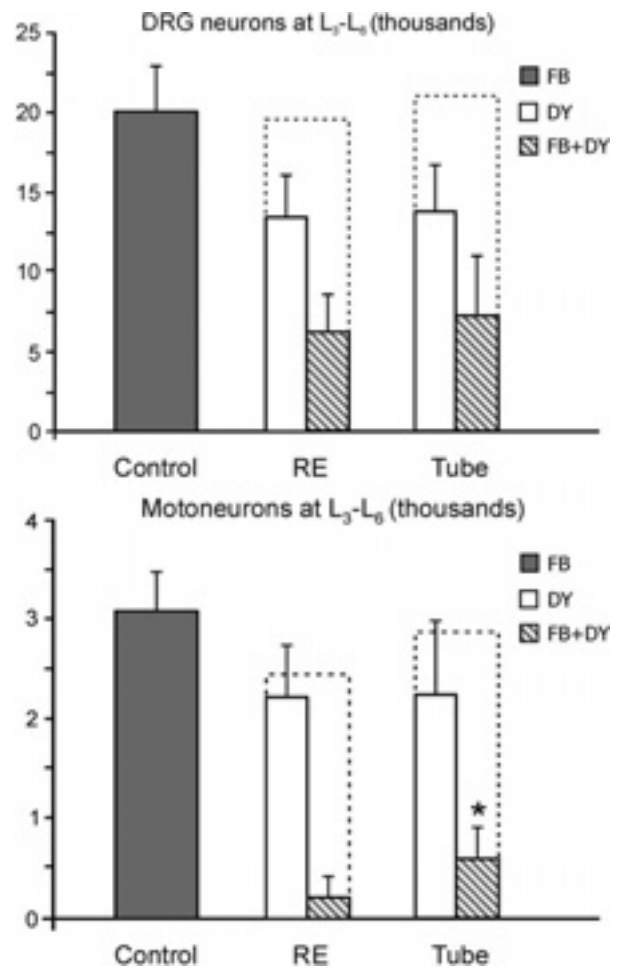 DRG neurons at L₃-L₆ (thousands)
25
20
15
10
5
0
FB
DY
FB+DY
Control RE Tube
Motoneurons at L₃-L₆ (thousands)
4
3
2
1
0
FB
DY
FB+DY
*
Control RE Tube